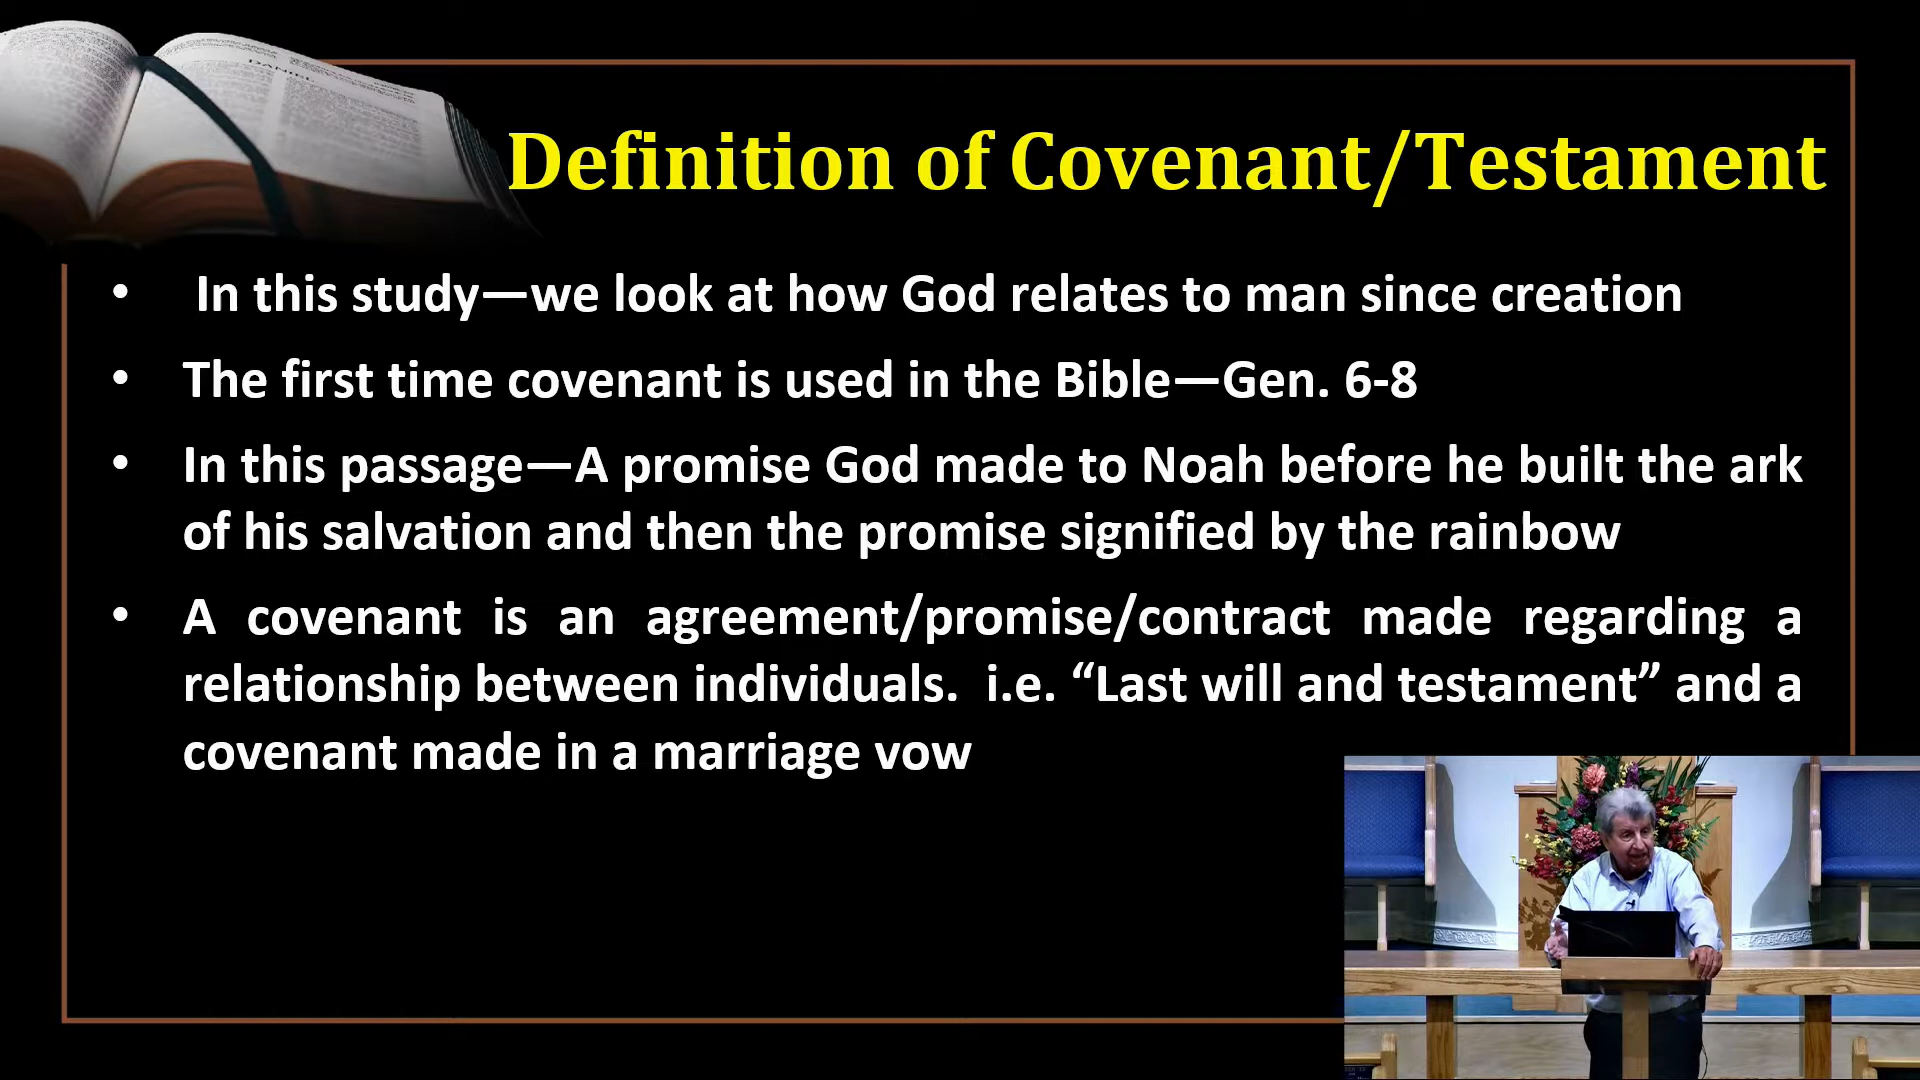 DANIEL
Definition of Covenant/Testament
• In this study—we look at how God relates to man since creation
• The first time covenant is used in the Bible—Gen. 6-8
• In this passage—A promise God made to Noah before he built the ark
of his salvation and then the promise signified by the rainbow
• A covenant is an agreement/promise/contract made regarding a
relationship between individuals.  i.e. “Last will and testament” and a
covenant made in a marriage vow